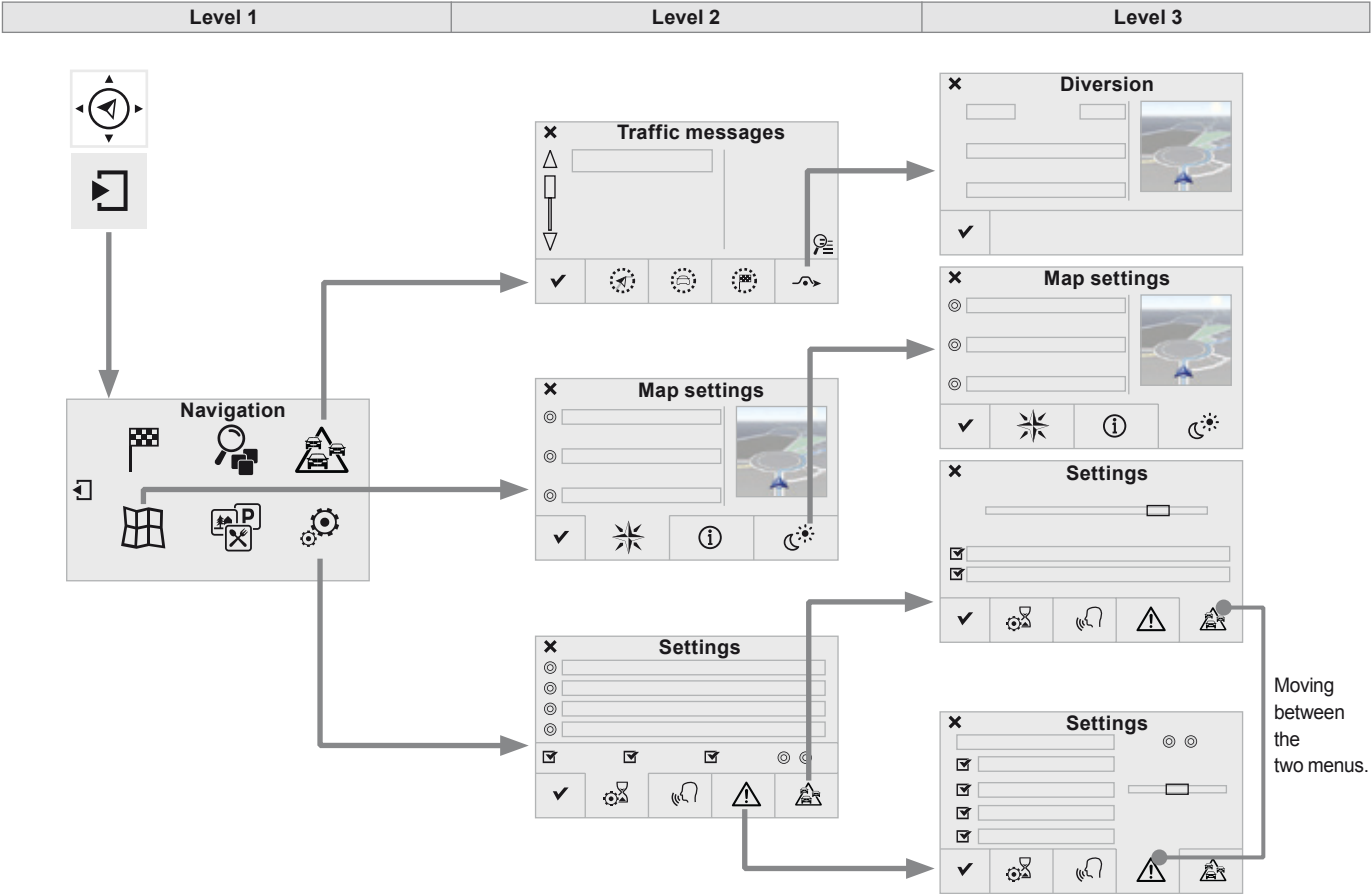 Level 1
Level 2
Level 3
Diversion
Traffic messages
Map settings
Navigation
Map settings
P
i
i
Settings
Settings
Moving
between
the
two menus.
Settings